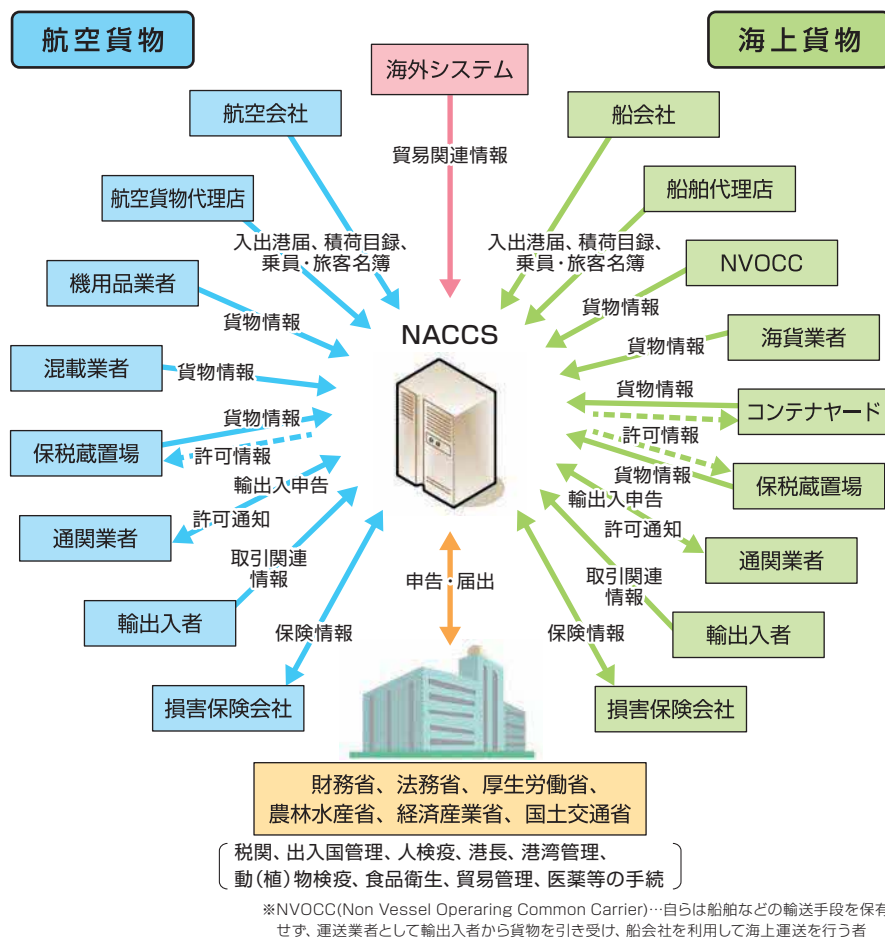 航空貨物
海上貨物
海外システム
航空会社
船会社
貿易関連情報
航空貨物代理店
船舶代理店
入出港届、積荷目録、
乗員・旅客名簿
入出港届、積荷目録、
乗員・旅客名簿
機用品業者
NVOCC
貨物情報
貨物情報
NACCS
混載業者
海貨業者
貨物情報
貨物情報
保税蔵置場
コンテナヤード
貨物情報
許可情報
貨物情報
許可情報
保税蔵置場
貨物情報
通関業者
輸出入申告
許可通知
輸出入申告
許可通知
通関業者
輸出入者
取引関連
情報
取引関連
情報
輸出入者
申告・届出
保険情報
保険情報
損害保険会社
損害保険会社
財務省、法務省、厚生労働省、
農林水産省、経済産業省、国土交通省
税関、出入国管理、人検疫、港長、港湾管理、
動(植)物検疫、食品衛生、貿易管理、医薬等の手続
※NVOCC(Non Vessel Operaring Common Carrier)…自らは船舶などの輸送手段を保有
せず、運送業者として輸出入者から貨物を引き受け、船会社を利用して海上運送を行う者